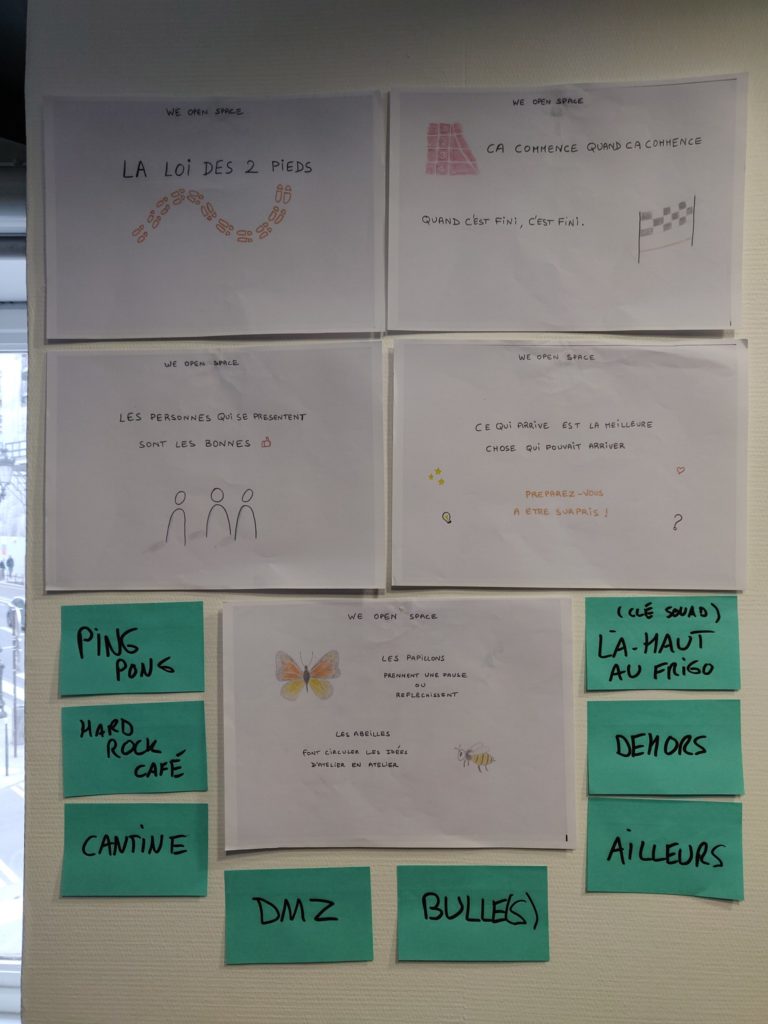 WE OPEN SPACE
LA LOI DES 2 PIEDS
WE OPEN SPACE
CA COMMENCE QUAND CA COMMENCE
QUAND C'EST FINI, C'EST FINI.
WE OPEN SPACE
LES PERSONNES QUI SE PRESENTENT
SONT LES BONNES
WE OPEN SPACE
CE QUI ARRIVE EST LA MEILLEURE
CHOSE QUI POUVAIT ARRIVER
PREPAREZ-VOUS
A ETRE SURPRIS !
?
WE OPEN SPACE
LES PAPILLONS
PRENNENT UNE PAUSE
OU
REFLECHISSENT
LES ABEILLES
FONT CIRCULER LES IDÉES
D'ATELIER EN ATELIER
PING
PONG
HARD
ROCK
CAFÉ
CANTINE
DMZ
BULLE(S)
(CLÉ SQUAD)
LÀ-HAUT
AU FRIGO
DEHORS
AILLEURS